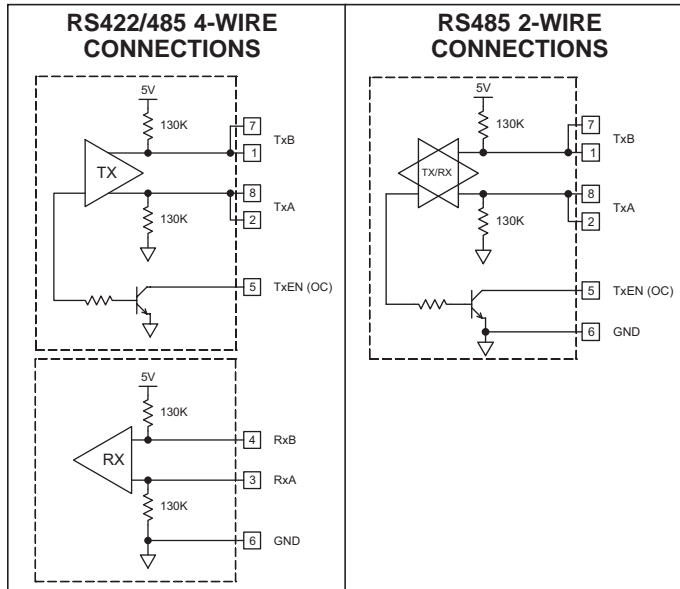 RS422/485 4-WIRE
CONNECTIONS
5V
130K
7
TxB
1
TX
8
TxA
130K
2
5
TxEN (OC)
5V
130K
4
RxB
RX
3
RxA
130K
6
GND
RS485 2-WIRE
CONNECTIONS
5V
130K
7
TxB
1
TX/RX
8
TxA
130K
2
5
TxEN (OC)
6
GND